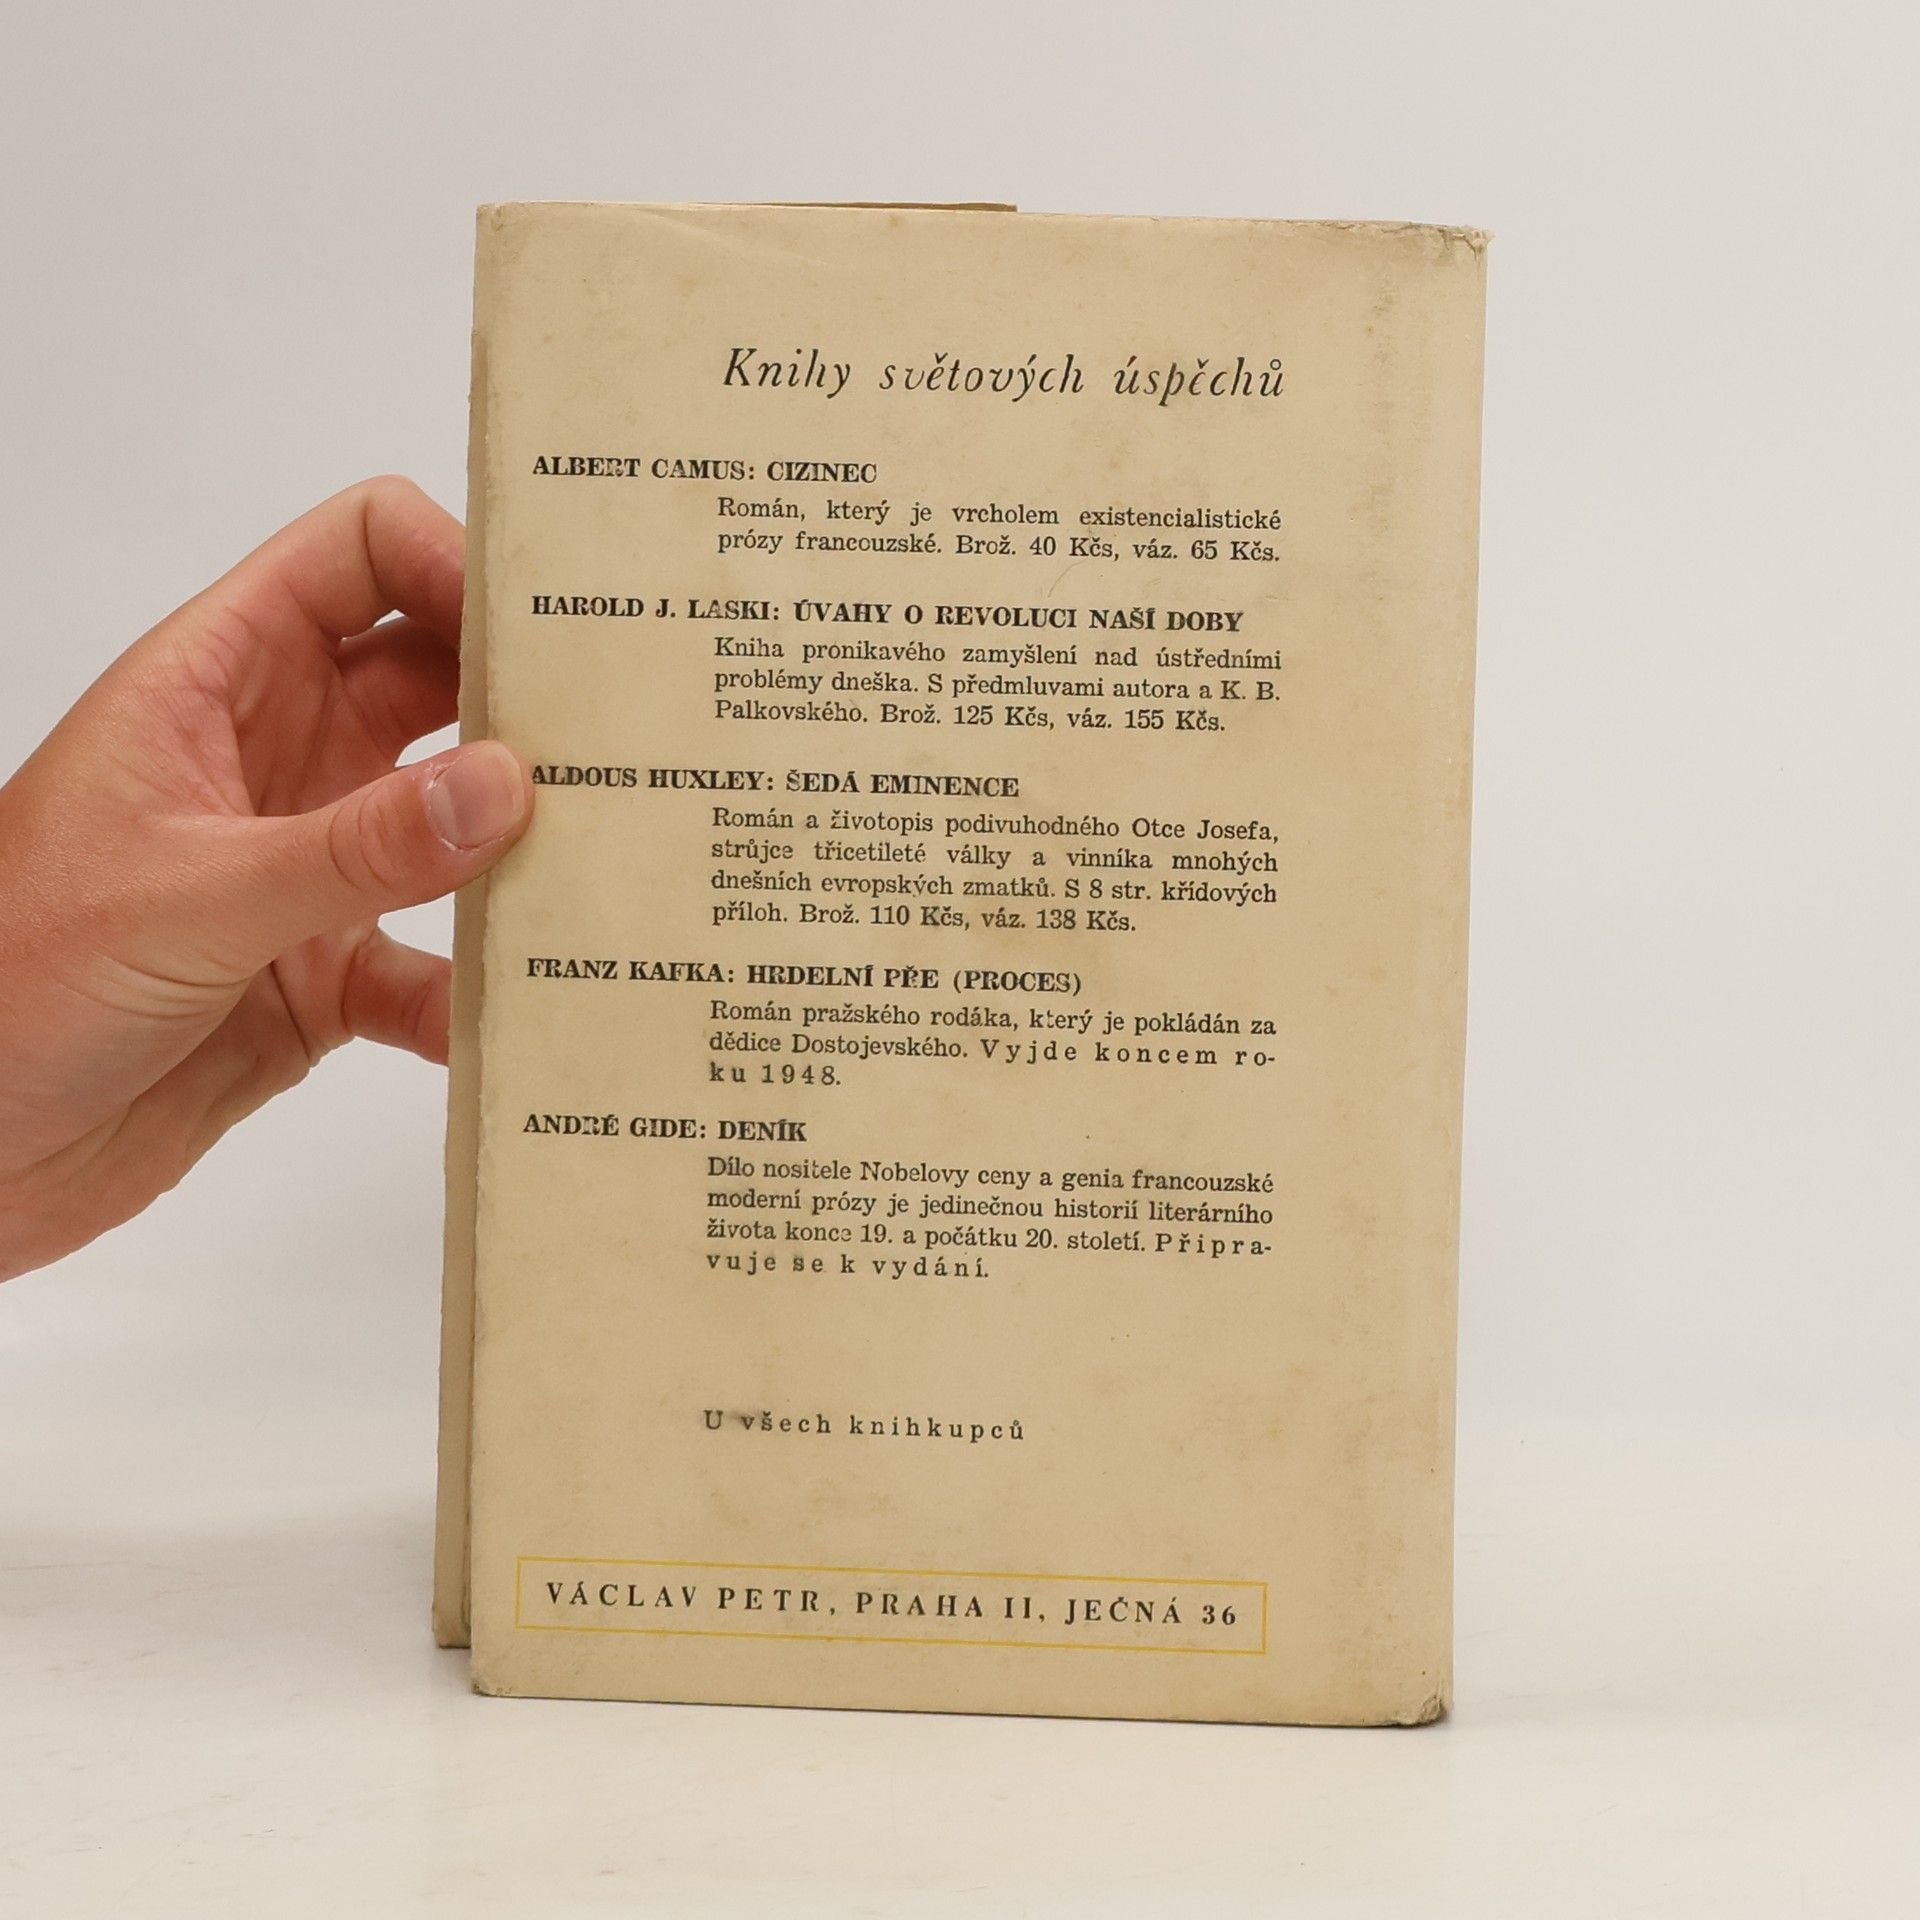 Knihy světových úspěchů
ALBERT CAMUS: CIZINEC
Román, který je vrcholem existencialistické
prózy francouzské. Brož. 40 Kčs, váz. 65 Kčs.
HAROLD J. LASKI: ÚVAHY O REVOLUCI NAŠÍ DOBY
Kniha pronikavého zamyšlení nad ústředními
problémy dneška. S předmluvami autora a K. B.
Palkovského. Brož. 125 Kčs, váz. 155 Kčs.
ALDOUS HUXLEY: ŠEDÁ EMINENCE
Román a životopis podivuhodného Otce Josefa,
strůjce třicetileté války a vinníka mnohých
dnešních evropských zmatků. S 8 str. křídových
příloh. Brož. 110 Kčs, váz. 138 Kčs.
FRANZ KAFKA: HRDELNÍ PŘE (PROCES)
Román pražského rodáka, který je pokládán za
dědice Dostojevského. Vyjde koncem ro-
ku 1948.
ANDRÉ GIDE: DENÍK
Dílo nositele Nobelovy ceny a genia francouzské
moderní prózy je jedinečnou historií literárního
života konce 19. a počátku 20. století. Připra-
vuje se k vydání.
U všech knihkupců
VÁCLAV PETR, PRAHA II, JEČNÁ 36